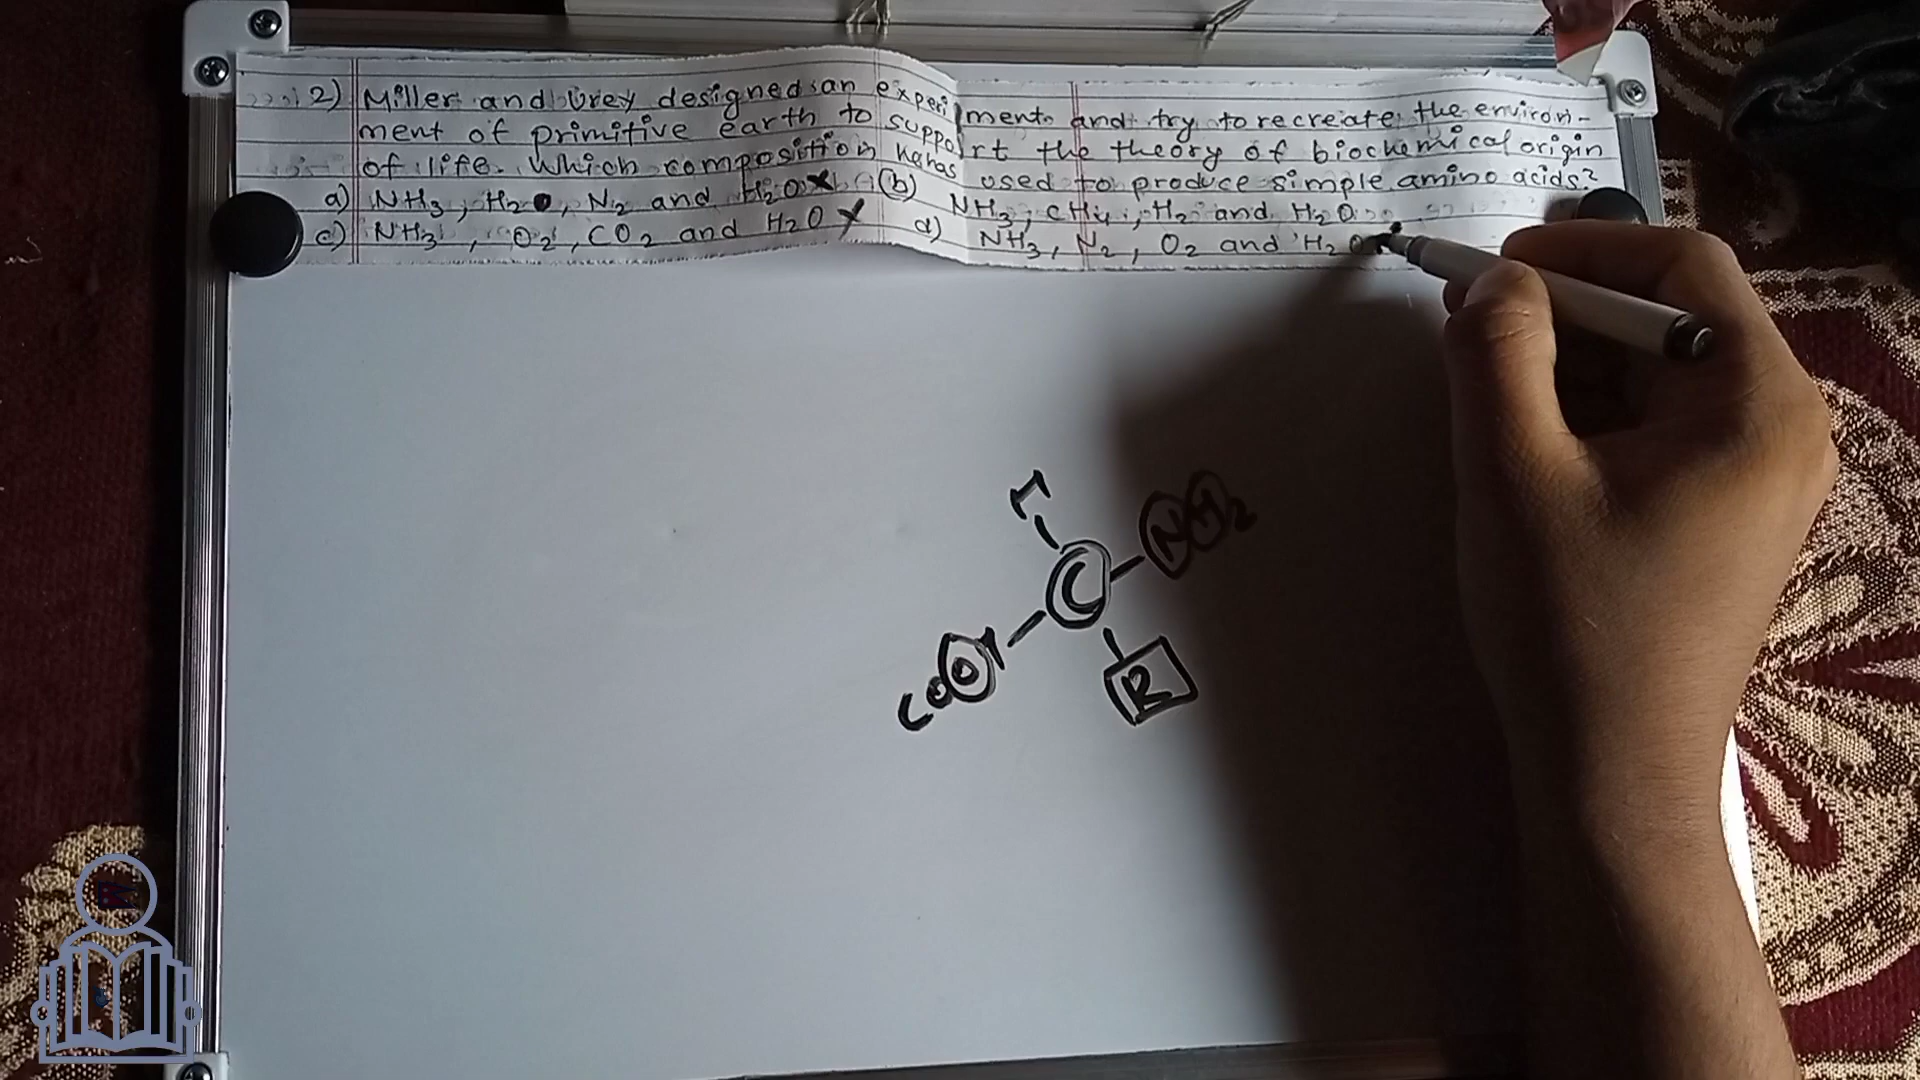 2) Miller and Urey designed an experiment and try to recreate the environ-
ment of primitive earth to support the theory of biochemical origin
of life. Which composition has used to produce simple amino acids?
a) NH3, H2O, N2 and H2O X (b) NH3, CH4, H2 and H2O
c) NH3, O2, CO2 and H2O X d) NH3, N2, O2 and H2O
H
C
NH2
COOH
R